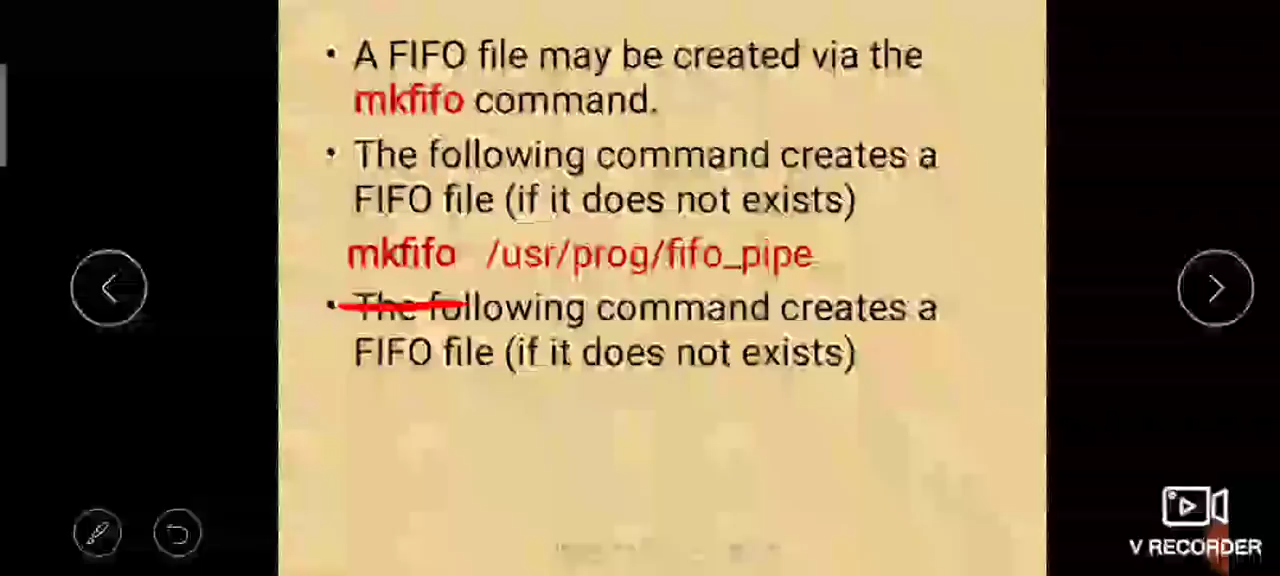 • A FIFO file may be created via the
mkfifo command.
• The following command creates a
FIFO file (if it does not exists)
mkfifo /usr/prog/fifo_pipe
• The following command creates a
FIFO file (if it does not exists)
V RECORDER